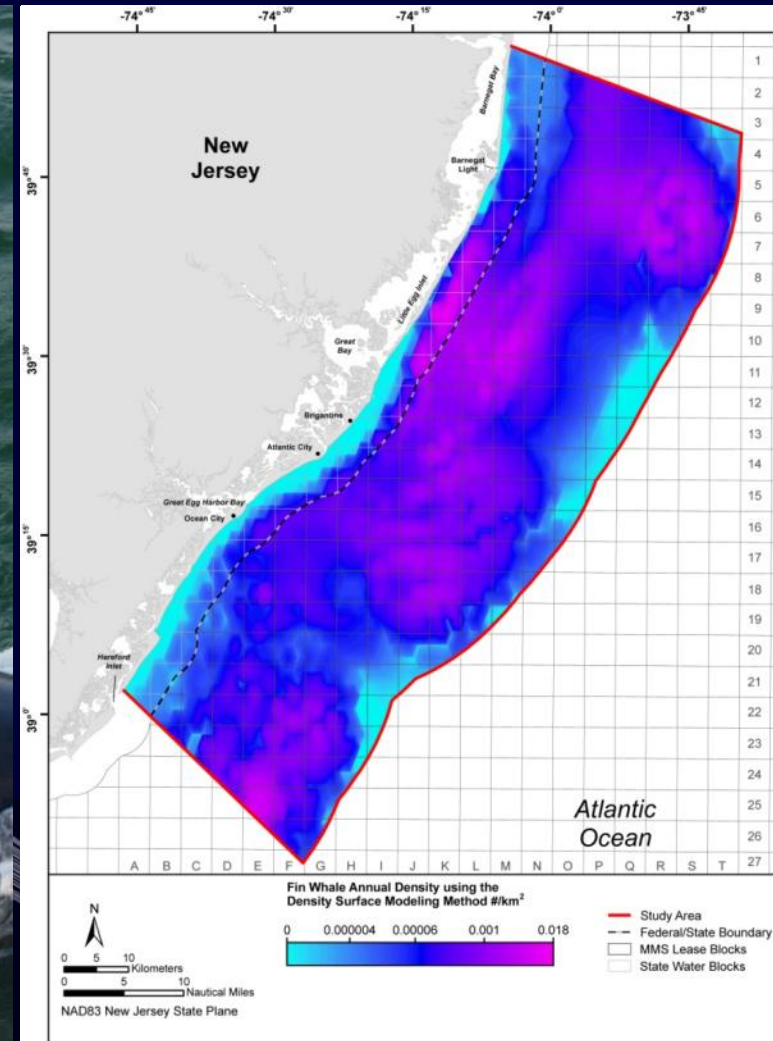 -74°45'
-74°30'
-74°15'
-74°0'
-73°45'
39°45'
39°30'
39°15'
39°0'
New
Jersey
Barnegat Bay
Barnegat
Light
Little Egg Inlet
Great
Bay
Brigantine
Atlantic City
Great Egg Harbor Bay
Ocean City
Hereford
Inlet
Atlantic
Ocean
1
2
3
4
5
6
7
8
9
10
11
12
13
14
15
16
17
18
19
20
21
22
23
24
25
26
27
A B C D E F G H I J K L M N O P Q R S T
Fin Whale Annual Density using the
Density Surface Modeling Method #/km²
0 0.000004 0.00006 0.001 0.018
N
0 5 10
Kilometers
0 5 10
Nautical Miles
NAD83 New Jersey State Plane
Study Area
Federal/State Boundary
MMS Lease Blocks
State Water Blocks